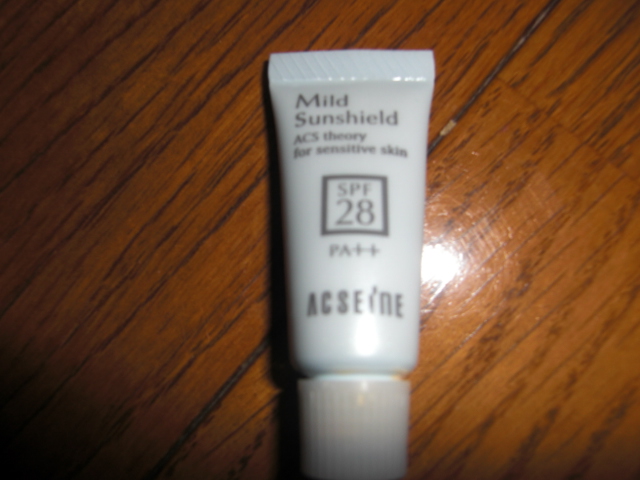 Mild
Sunshield
ACS theory
for sensitive skin
SPF
28
PA++
ACSEINE